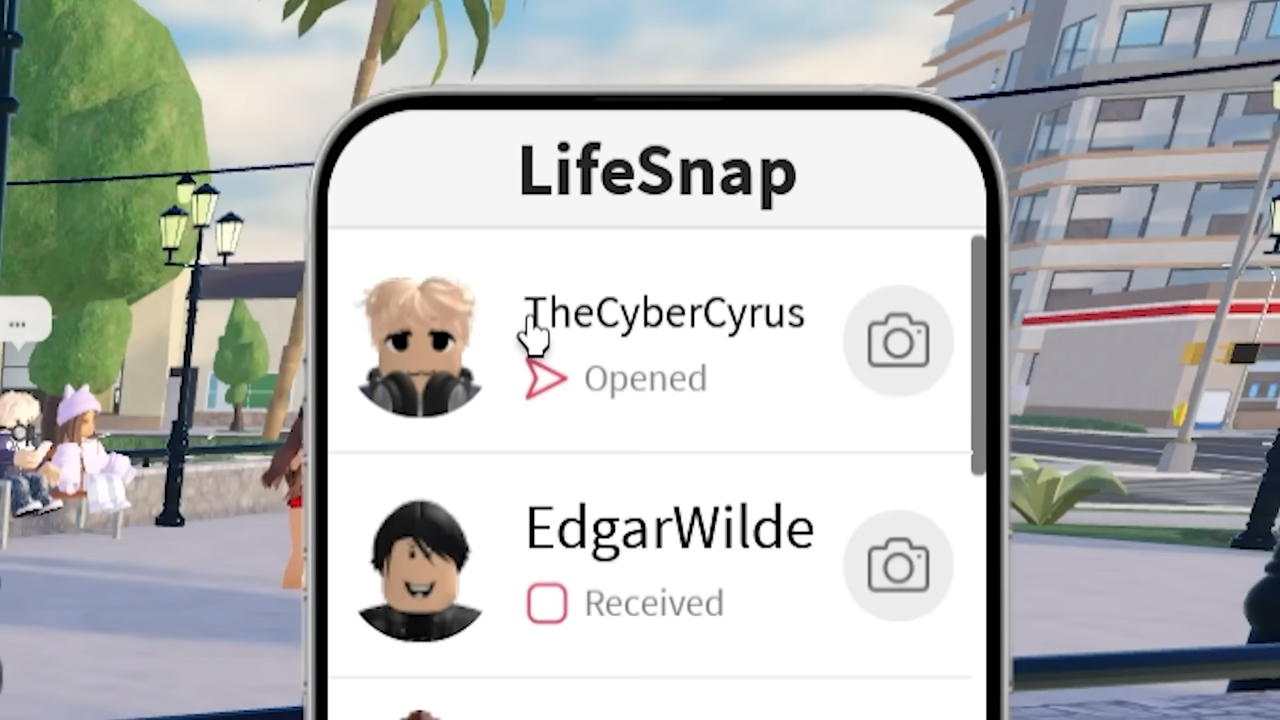 LifeSnap
TheCyberCyrus
Opened
EdgarWilde
Received
...